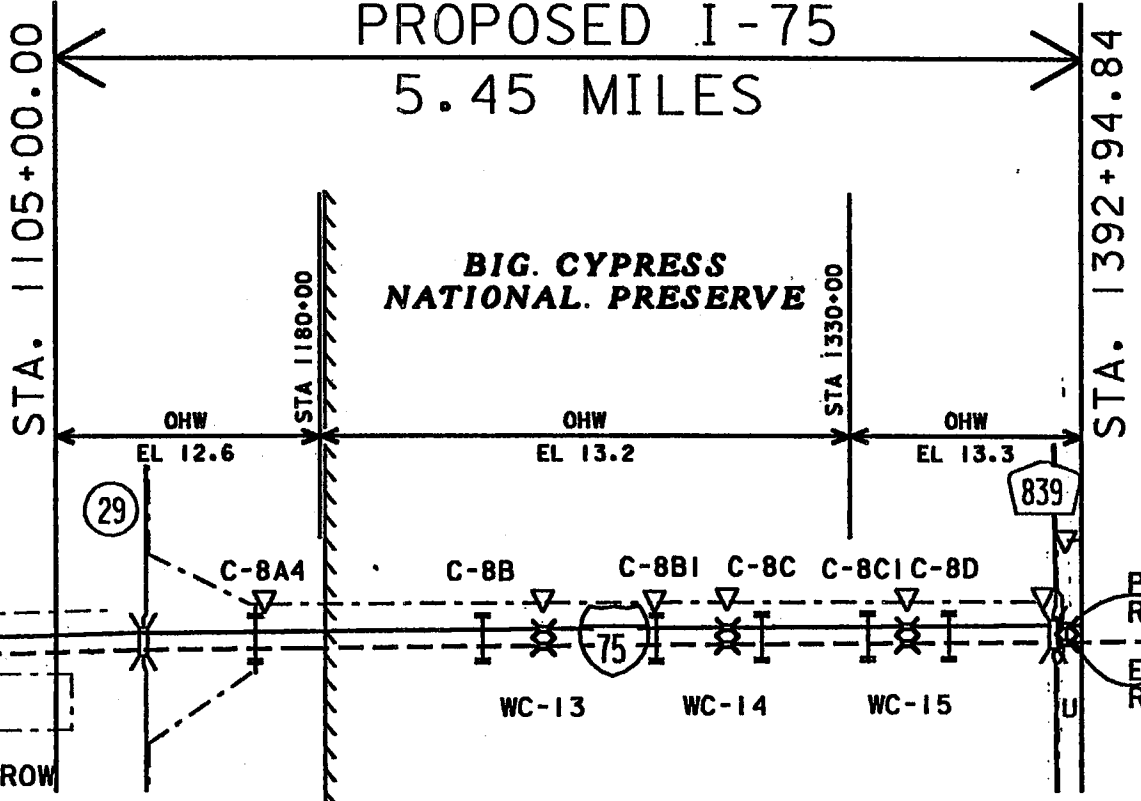 PROPOSED I-75
5.45 MILES
STA. 1105+00.00
STA. 1392+94.84
BIG. CYPRESS
NATIONAL. PRESERVE
STA 1180+00
STA 1330+00
OHW
EL 12.6
OHW
EL 13.2
OHW
EL 13.3
29
839
C-8A4
C-8B
C-8B1
C-8C
C-8C1
C-8D
75
WC-13
WC-14
WC-15
U
P
R
E
R
ROW